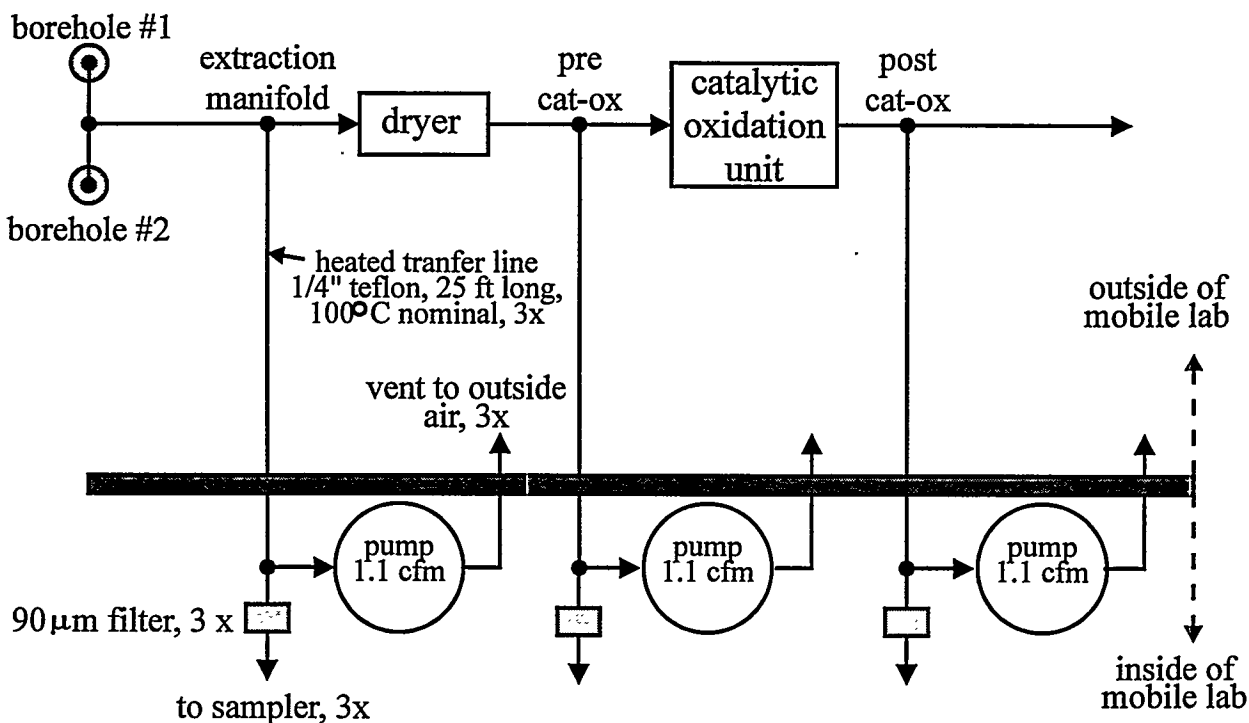 borehole #1
extraction
manifold
dryer
pre
cat-ox
catalytic
oxidation
unit
post
cat-ox
borehole #2
heated tranfer line
1/4" teflon, 25 ft long,
100°C nominal, 3x
outside of
mobile lab
vent to outside
air, 3x
pump
1.1 cfm
pump
1.1 cfm
pump
1.1 cfm
90µm filter, 3 x
to sampler, 3x
inside of
mobile lab